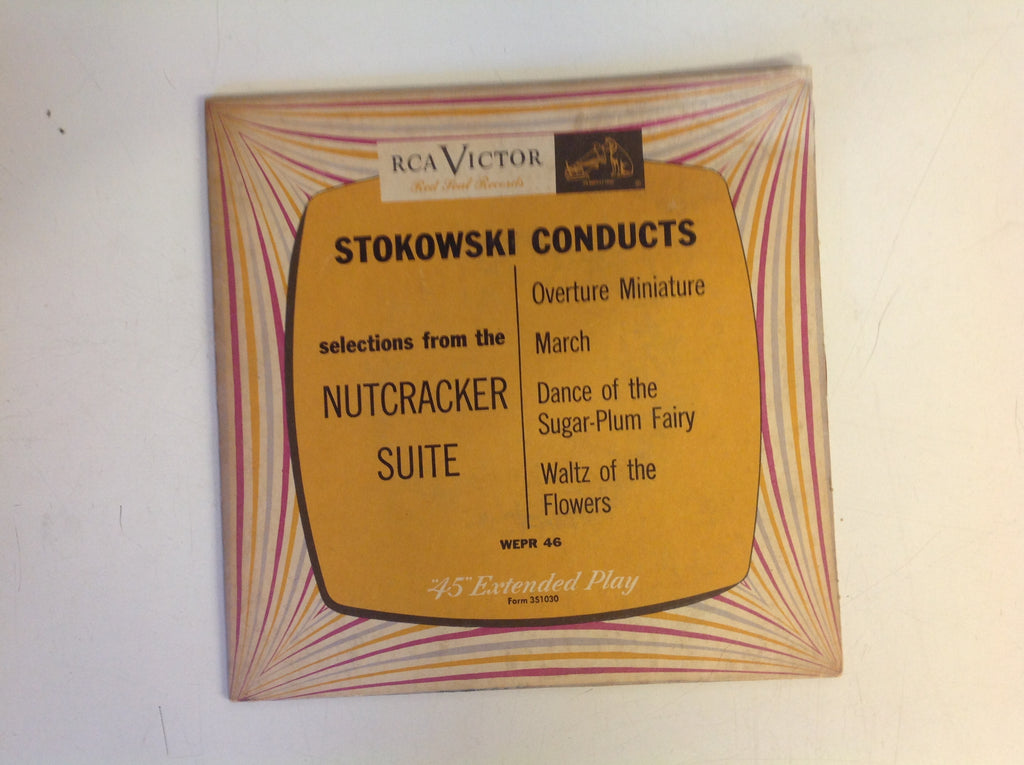 RCA VICTOR
Red Seal Records
STOKOWSKI CONDUCTS
selections from the
NUTCRACKER
SUITE
Overture Miniature
March
Dance of the
Sugar-Plum Fairy
Waltz of the
Flowers
WEPR 46
"45" Extended Play
Form 3S1030